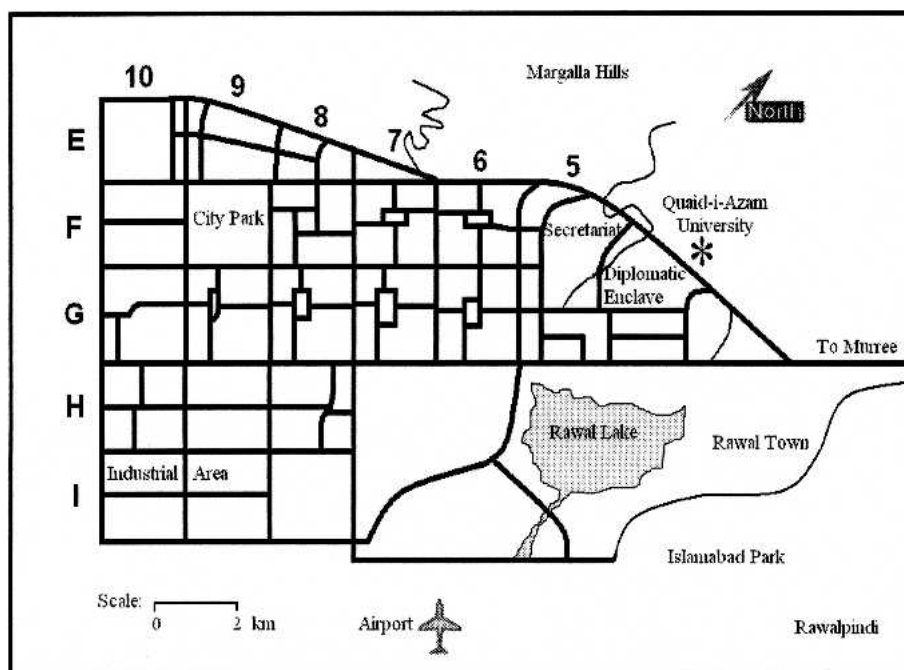 Margalla Hills
North
10
9
8
7
6
5
E
F
G
H
I
City Park
Secretariat
Quaid-i-Azam
University
Diplomatic
Enclave
To Murree
Rawal Lake
Rawal Town
Industrial Area
Islamabad Park
Scale:
0 2 km
Airport
Rawalpindi